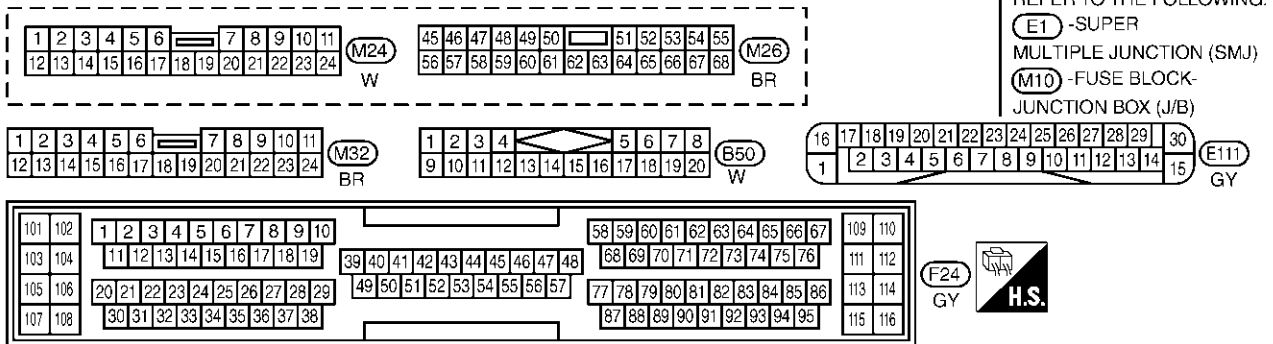 REFER TO THE FOLLOWING.
E1 -SUPER
MULTIPLE JUNCTION (SMJ)
M10 -FUSE BLOCK-
JUNCTION BOX (J/B)
1 2 3 4 5 6 7 8 9 10 11
12 13 14 15 16 17 18 19 20 21 22 23 24
M24
W
45 46 47 48 49 50 51 52 53 54 55
56 57 58 59 60 61 62 63 64 65 66 67 68
M26
BR
1 2 3 4 5 6 7 8 9 10 11
12 13 14 15 16 17 18 19 20 21 22 23 24
M32
BR
1 2 3 4 5 6 7 8
9 10 11 12 13 14 15 16 17 18 19 20
B50
W
16 17 18 19 20 21 22 23 24 25 26 27 28 29 30
1 2 3 4 5 6 7 8 9 10 11 12 13 14 15
E111
GY
101 102
103 104
105 106
107 108
1 2 3 4 5 6 7 8 9 10
11 12 13 14 15 16 17 18 19
20 21 22 23 24 25 26 27 28 29
30 31 32 33 34 35 36 37 38
39 40 41 42 43 44 45 46 47 48
49 50 51 52 53 54 55 56 57
58 59 60 61 62 63 64 65 66 67
68 69 70 71 72 73 74 75 76
77 78 79 80 81 82 83 84 85 86
87 88 89 90 91 92 93 94 95
109 110
111 112
113 114
115 116
F24
GY
H.S.